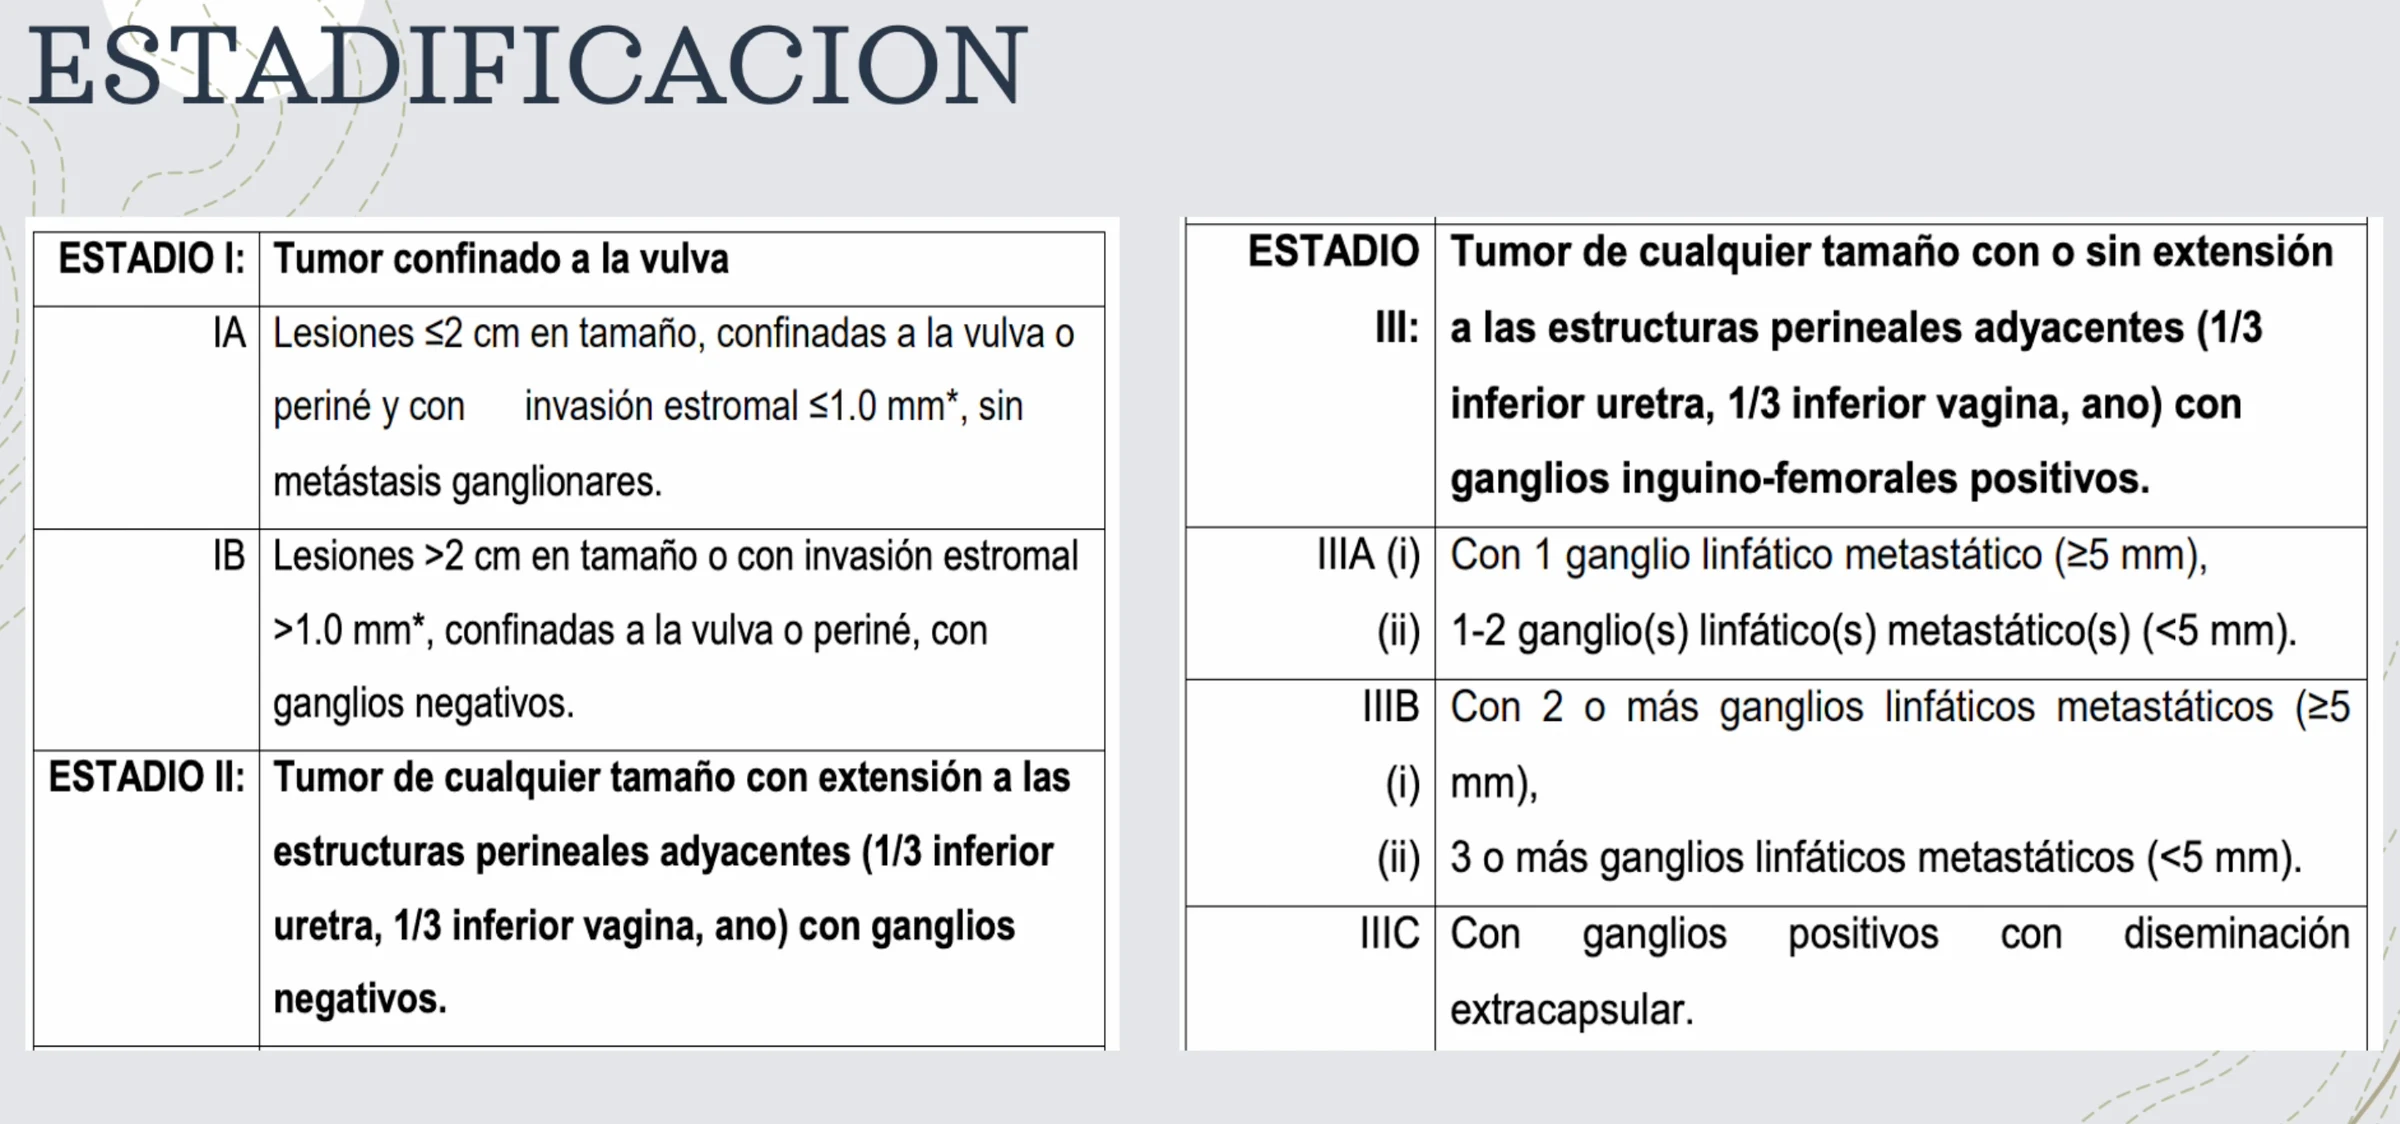 ESTADIFICACION
ESTADIO I: Tumor confinado a la vulva
IA Lesiones ≤2 cm en tamaño, confinadas a la vulva o
periné y con invasión estromal ≤1.0 mm*, sin
metástasis ganglionares.
IB Lesiones >2 cm en tamaño o con invasión estromal
>1.0 mm*, confinadas a la vulva o periné, con
ganglios negativos.
ESTADIO II: Tumor de cualquier tamaño con extensión a las
estructuras perineales adyacentes (1/3 inferior
uretra, 1/3 inferior vagina, ano) con ganglios
negativos.
ESTADIO Tumor de cualquier tamaño con o sin extensión
III: a las estructuras perineales adyacentes (1/3
inferior uretra, 1/3 inferior vagina, ano) con
ganglios inguino-femorales positivos.
IIIA (i) Con 1 ganglio linfático metastático (≥5 mm),
(ii) 1-2 ganglio(s) linfático(s) metastático(s) (<5 mm).
IIIB Con 2 o más ganglios linfáticos metastáticos (≥5
(i) mm),
(ii) 3 o más ganglios linfáticos metastáticos (<5 mm).
IIIC Con ganglios positivos con diseminación
extracapsular.